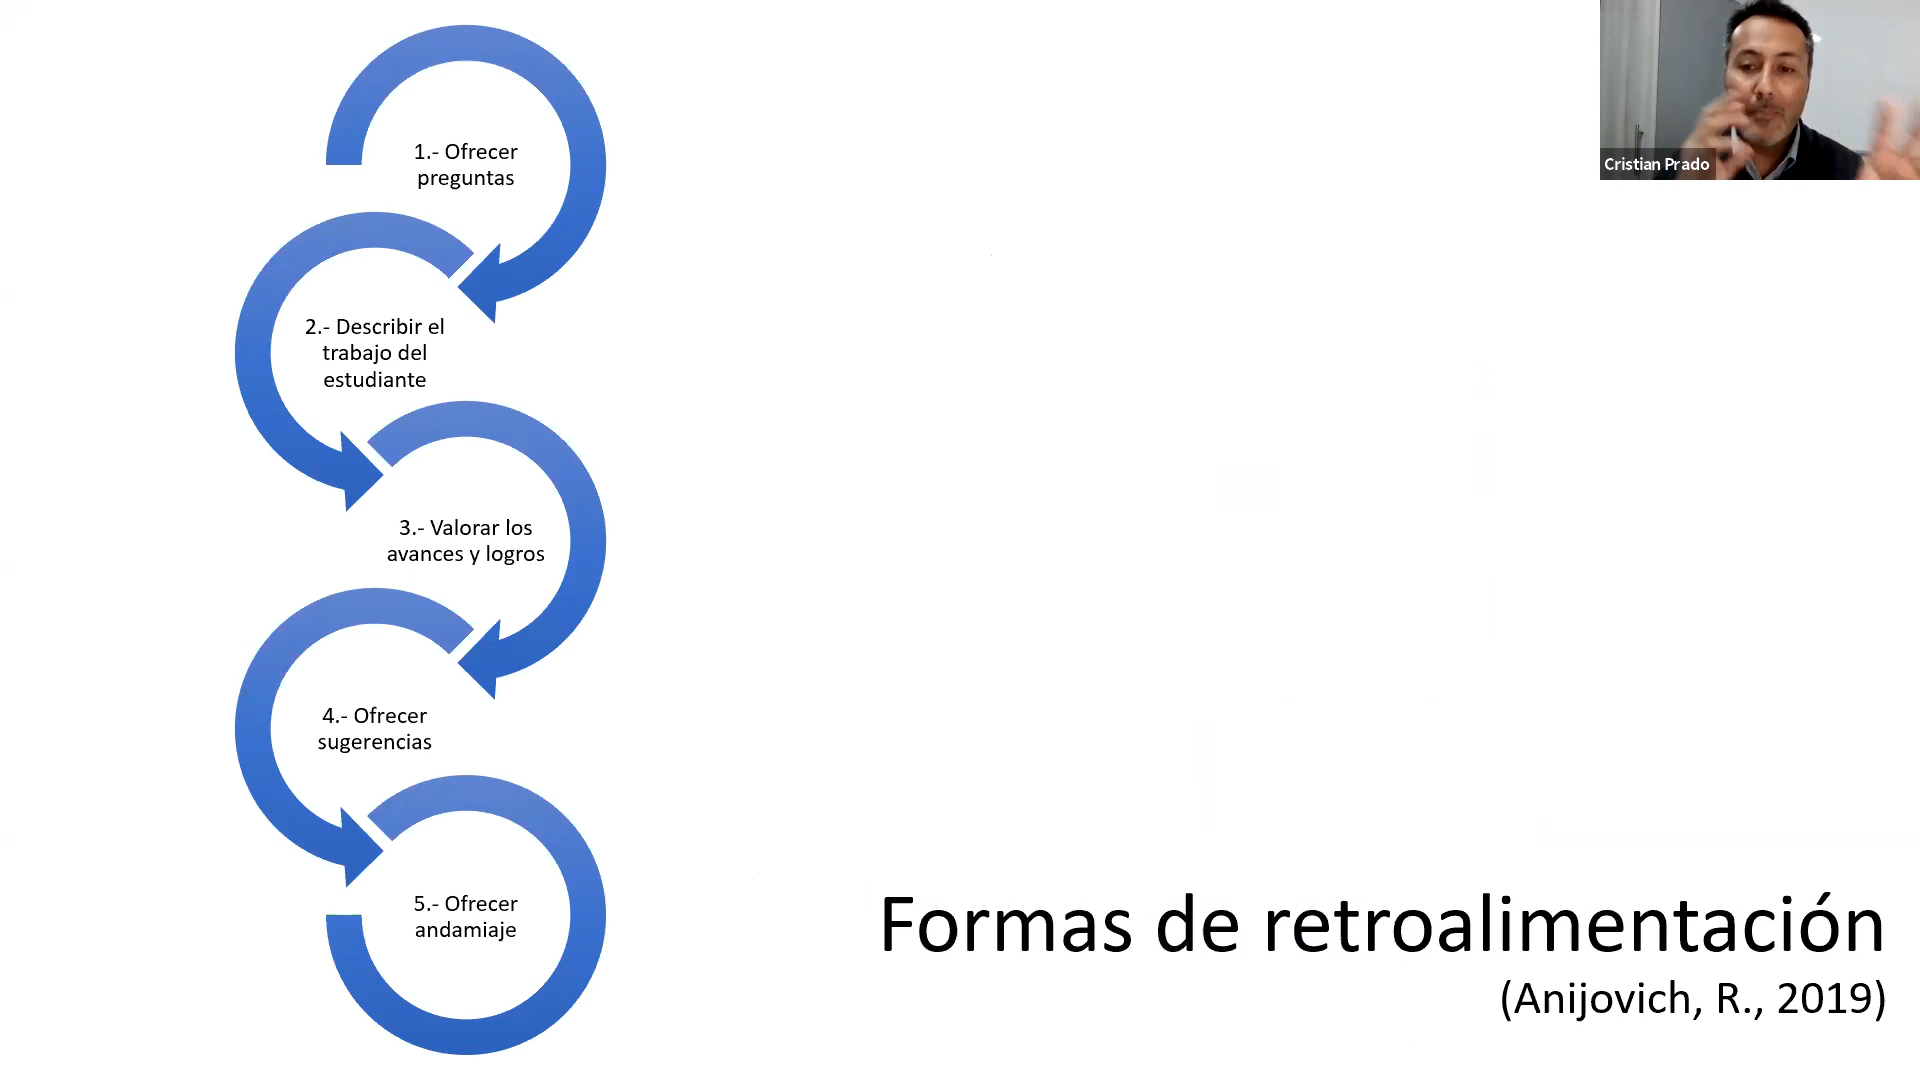 1.- Ofrecer
preguntas
2.- Describir el
trabajo del
estudiante
3.- Valorar los
avances y logros
4.- Ofrecer
sugerencias
5.- Ofrecer
andamiaje
Formas de retroalimentación
(Anijovich, R., 2019)
Cristian Prado